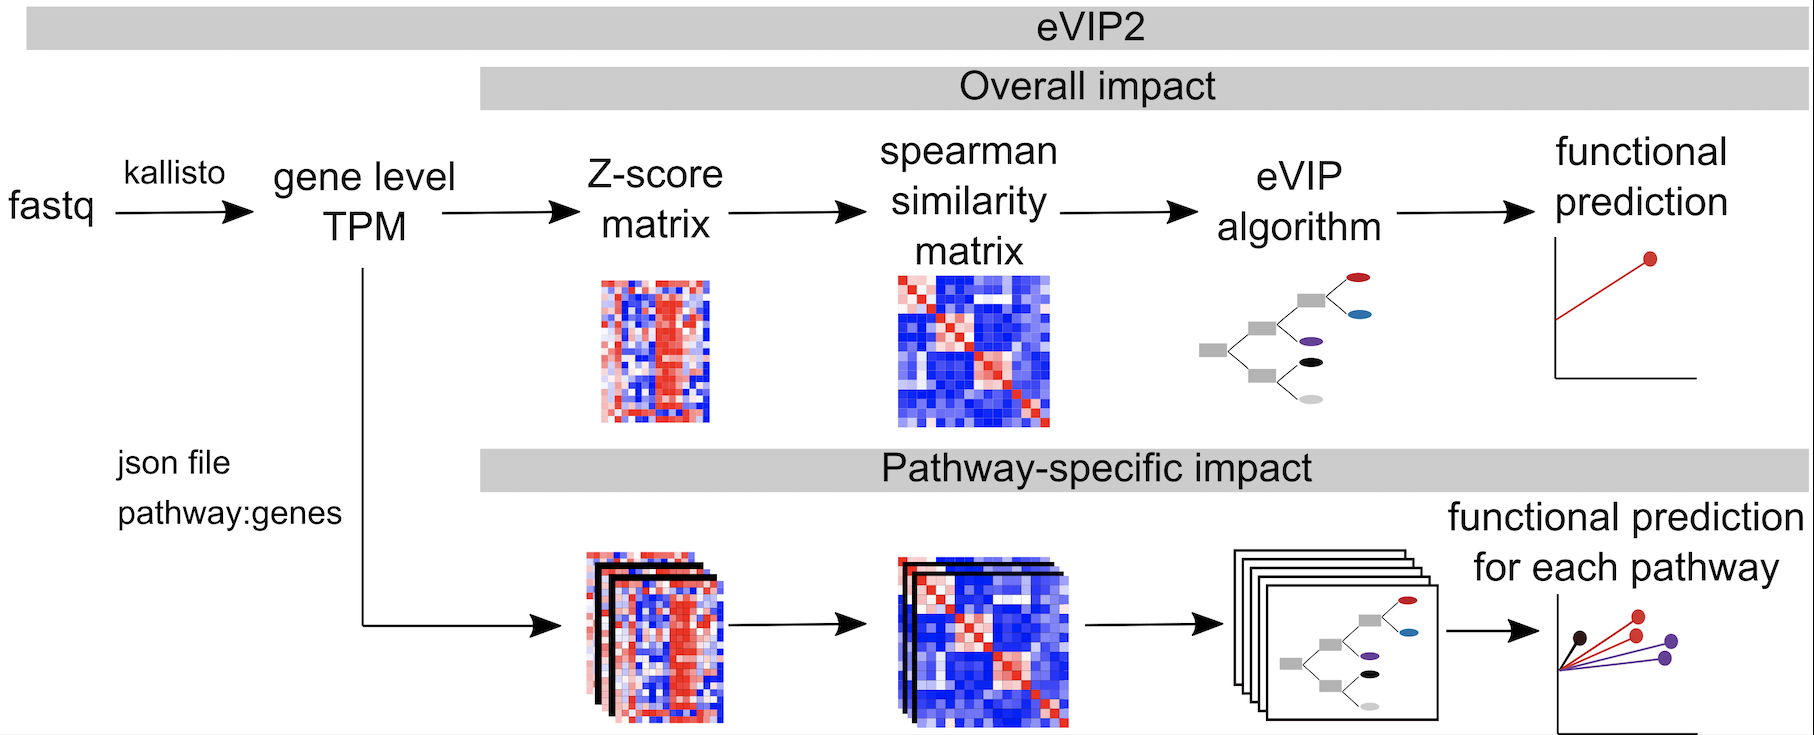 eVIP2
Overall impact
fastq
kallisto
gene level
TPM
Z-score
matrix
spearman
similarity
matrix
eVIP
algorithm
functional
prediction
json file
pathway:genes
Pathway-specific impact
functional prediction
for each pathway